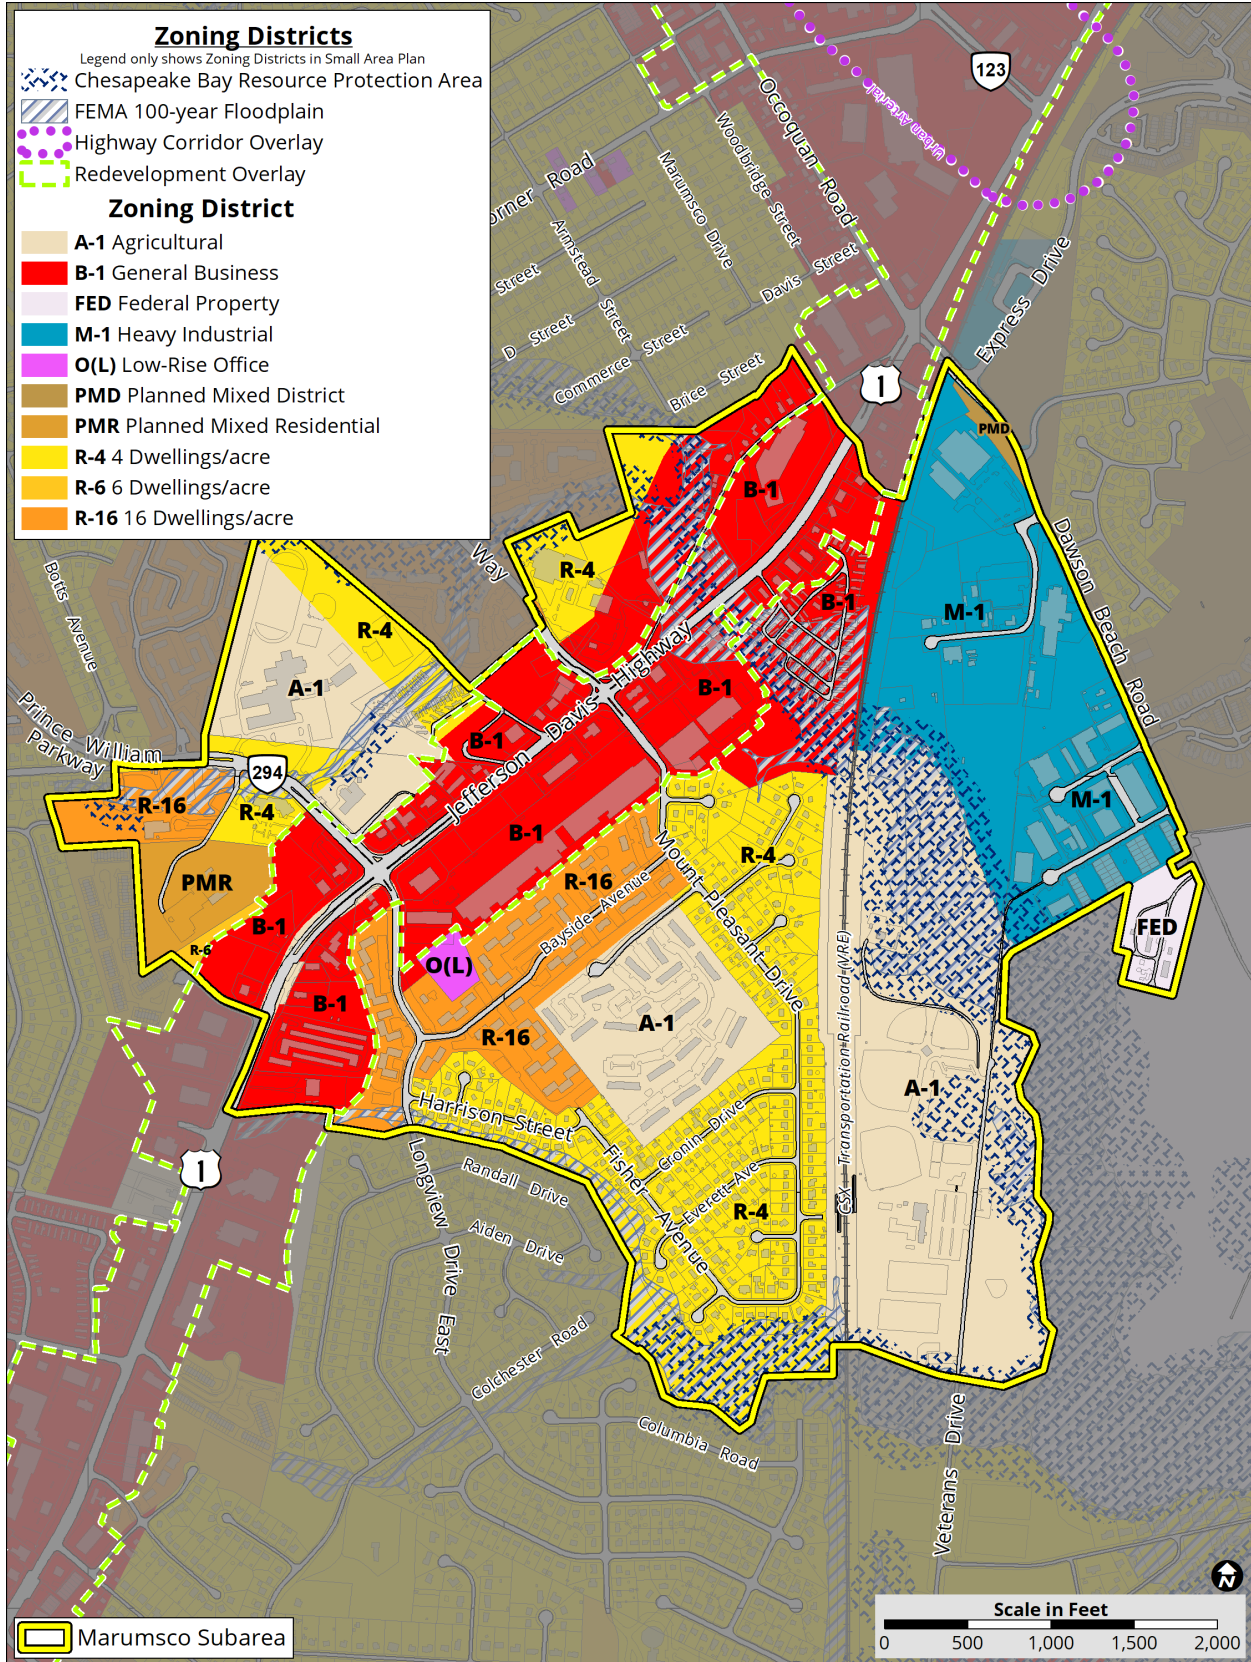 Zoning Districts
Legend only shows Zoning Districts in Small Area Plan
Chesapeake Bay Resource Protection Area
FEMA 100-year Floodplain
Highway Corridor Overlay
Redevelopment Overlay
Zoning District
A-1 Agricultural
B-1 General Business
FED Federal Property
M-1 Heavy Industrial
O(L) Low-Rise Office
PMD Planned Mixed District
PMR Planned Mixed Residential
R-4 4 Dwellings/acre
R-6 6 Dwellings/acre
R-16 16 Dwellings/acre
123
Urban Arterial
Occoquan Road
Woodbridge Street
Marumsco Drive
orner Road
Armstead Street
Street
Davis Street
D Street
Commerce Street
Brice Street
Express Drive
1
PMD
B-1
Way
R-4
Dawson Beach Road
Botts Avenue
B-1
M-1
R-4
A-1
B-1
Jefferson Davis Highway
B-1
Prince William Parkway
294
R-16
R-4
M-1
B-1
Mount Pleasant Drive
R-4
R-16
PMR
Bayside Avenue
B-1
R-6
FED
O(L)
CSX Transportation Railroad (VRE)
B-1
A-1
R-16
A-1
Harrison Street
Cronin Drive
1
Longview Drive East
Randall Drive
Fisher Avenue
Everett Ave
R-4
Aiden Drive
Colchester Road
Columbia Road
Veterans Drive
N
Scale in Feet
0 500 1,000 1,500 2,000
Marumsco Subarea